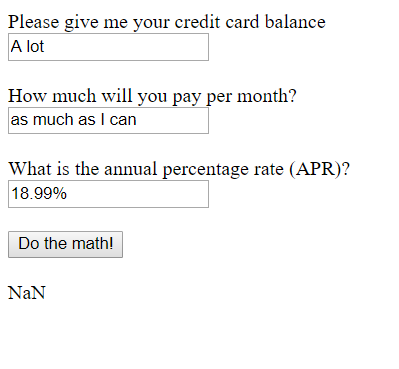 Please give me your credit card balance
A lot
How much will you pay per month?
as much as I can
What is the annual percentage rate (APR)?
18.99%
Do the math!
NaN